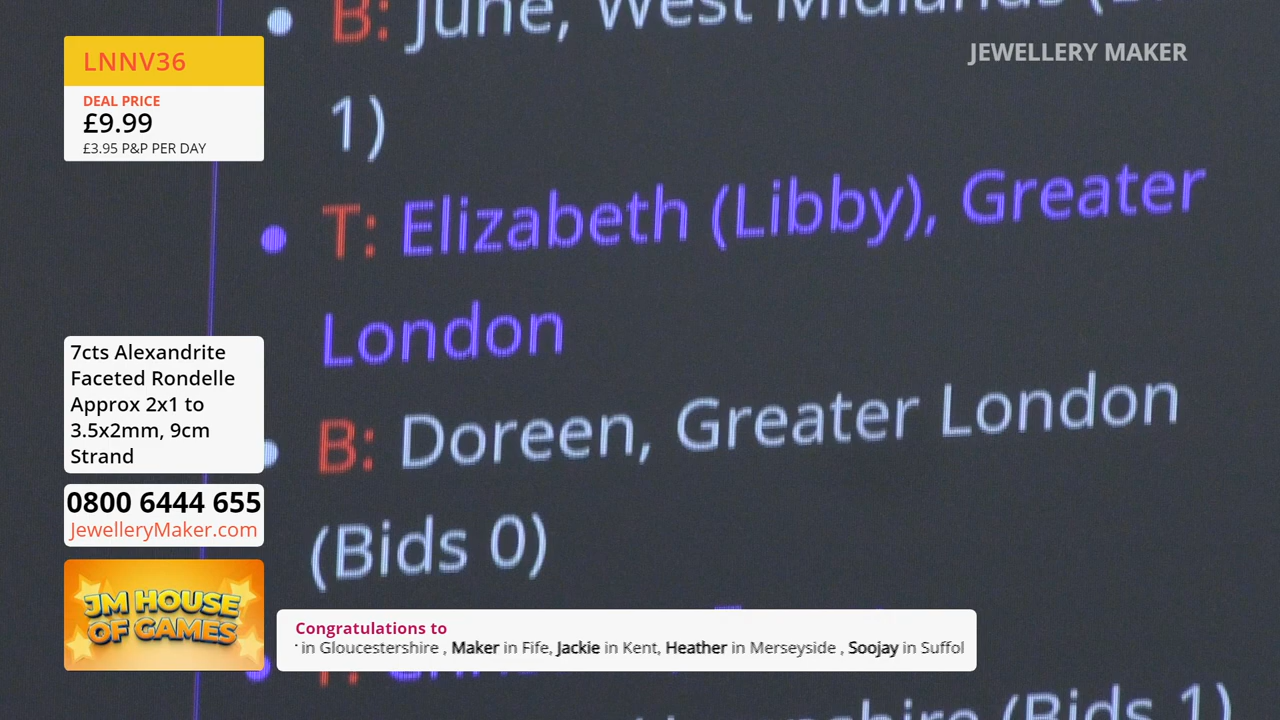 B: June, West Midlands
JEWELLERY MAKER
LNNV36
DEAL PRICE
£9.99
£3.95 P&P PER DAY
1)
T: Elizabeth (Libby), Greater
London
7cts Alexandrite
Faceted Rondelle
Approx 2x1 to
3.5x2mm, 9cm
Strand
B: Doreen, Greater London
(Bids 0)
0800 6444 655
JewelleryMaker.com
JM HOUSE
OF GAMES
Congratulations to
in Gloucestershire , Maker in Fife, Jackie in Kent, Heather in Merseyside , Soojay in Suffol
(Bids 1)